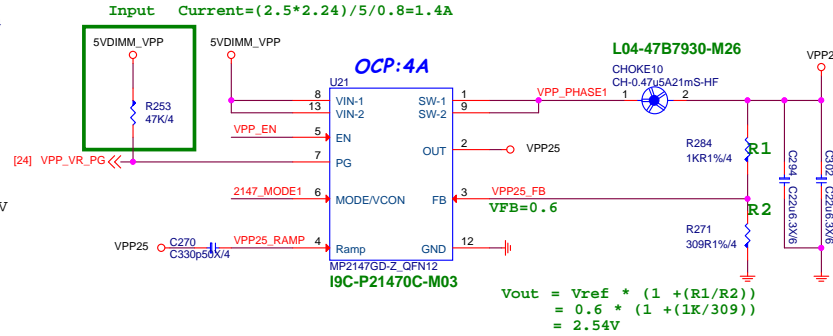 Input Current=(2.5*2.24)/5/0.8=1.4A
5VDIMM_VPP
5VDIMM_VPP
OCP:4A
L04-47B7930-M26
VPP2
U21
CHOKE10
CH-0.47u5A21mS-HF
R253
47K/4
8 VIN-1
13 VIN-2
SW-1 1
SW-2 9
VPP_PHASE1
1 2
VPP_EN
5 EN
OUT 2
VPP25
R284
1KR1%/4
R1
[24] VPP_VR_PG
7 PG
C294
C22u6.3X/6
C302
C22u6.3X/6
2147_MODE1
6 MODE/VCON
FB 3
VPP25_FB
VFB=0.6
V
R2
R271
309R1%/4
VPP25
C270
C330p50X/4
VPP25_RAMP
4 Ramp
GND 12
MP2147GD-Z_QFN12
I9C-P21470C-M03
Vout = Vref * (1 +(R1/R2))
= 0.6 * (1 +(1K/309))
= 2.54V